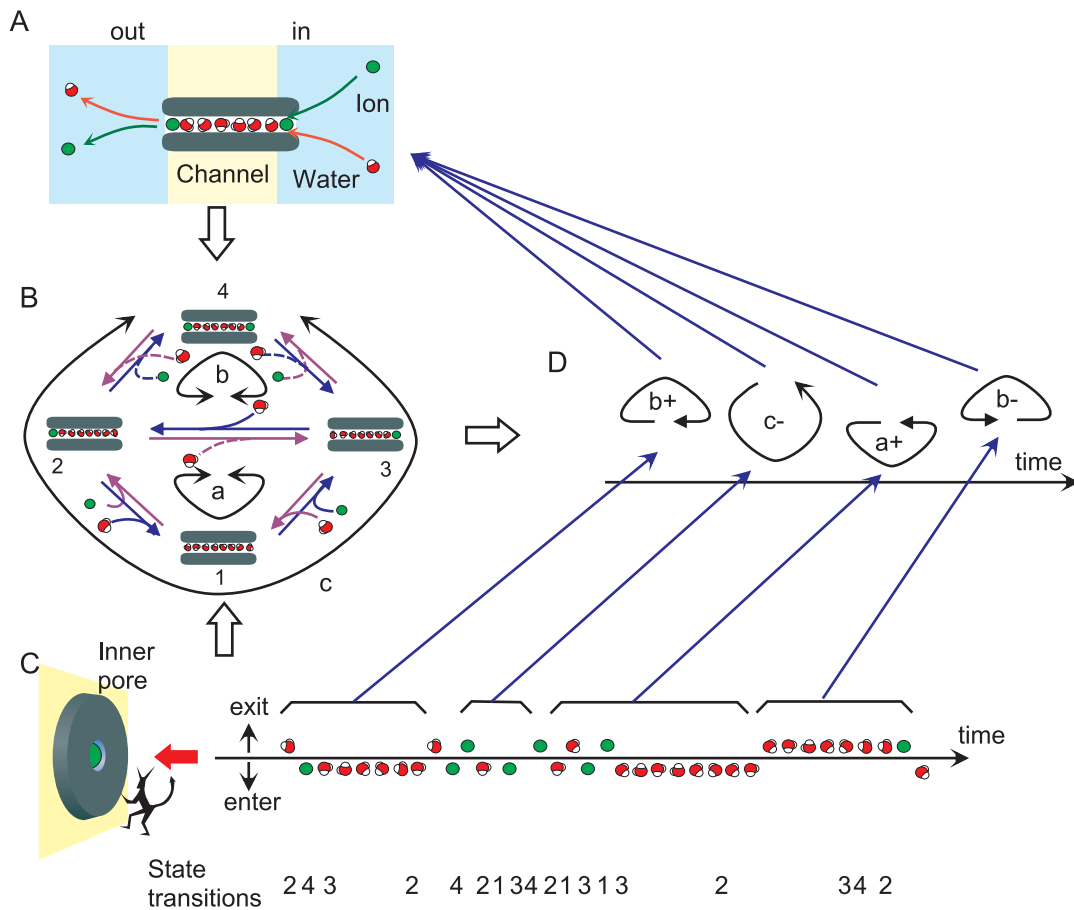 A
out
in
Ion
Channel
Water
B
4
b
2
3
a
1
c
D
b+
c-
a+
b-
time
C
Inner
pore
exit
time
enter
State
transitions
2 4 3 2 4 2 1 3 4 2 1 3 1 3 2 3 4 2